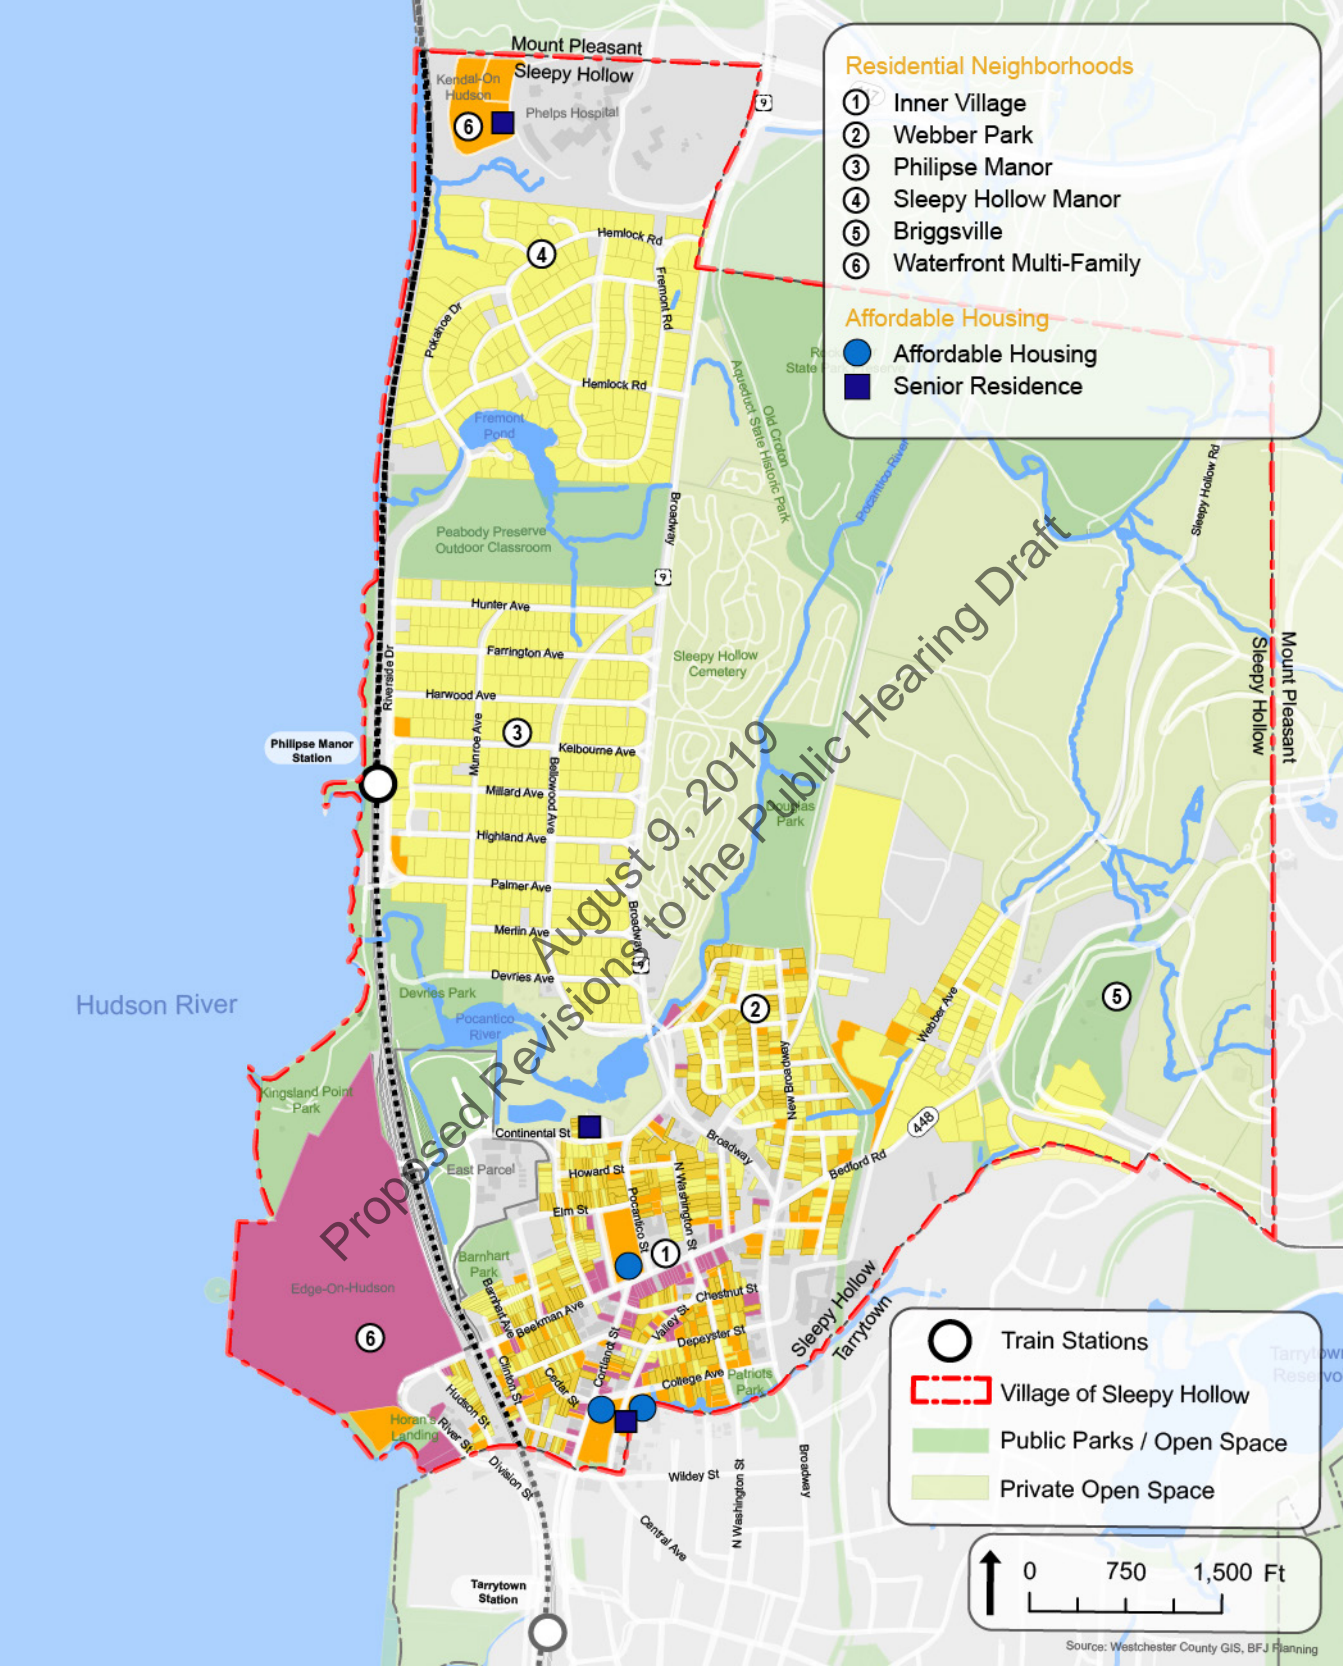 Mount Pleasant
Sleepy Hollow
Kendal-On
Hudson
Phelps Hospital
6
9
Residential Neighborhoods
1 Inner Village
2 Webber Park
3 Philipse Manor
4 Sleepy Hollow Manor
5 Briggsville
6 Waterfront Multi-Family
Affordable Housing
Affordable Housing
Senior Residence
4
Hemlock Rd
Fremont Rd
Pokahoe Dr
Hemlock Rd
Fremont
Pond
State Park
Old Croton
Aqueduct State Historic Park
Pocantico River
Sleepy Hollow Rd
Broadway
Peabody Preserve
Outdoor Classroom
9
Hunter Ave
Farrington Ave
Riverside Dr
Harwood Ave
Sleepy Hollow
Cemetery
Mount Pleasant
Sleepy Hollow
3
Munroe Ave
Kelbourne Ave
Philipse Manor
Station
Millard Ave
Bellowood Ave
Douglas
Park
Highland Ave
Palmer Ave
Broadway
Merlin Ave
9
Devries Ave
Devries Park
Hudson River
Pocantico
River
2
5
Webber Ave
New Broadway
Kingsland Point
Park
448
Continental St
Broadway
East Parcel
Howard St
Bedford Rd
Elm St
Pocantico St
N Washington St
1
Barnhart
Park
Edge-On-Hudson
6
Barnhart Ave
Beekman Ave
Chestnut St
Valley St
Depeyster St
Cortland St
Clinton St
Cedar St
College Ave
Patriots
Park
Sleepy Hollow
Tarrytown
Hudson St
Horan's
Landing
River St
Division St
Wildey St
N Washington St
Broadway
Central Ave
Tarrytown
Station
Train Stations
Village of Sleepy Hollow
Public Parks / Open Space
Private Open Space
0 750 1,500 Ft
Source: Westchester County GIS, BFJ Planning
August 9, 2019
Proposed Revisions to the Public Hearing Draft